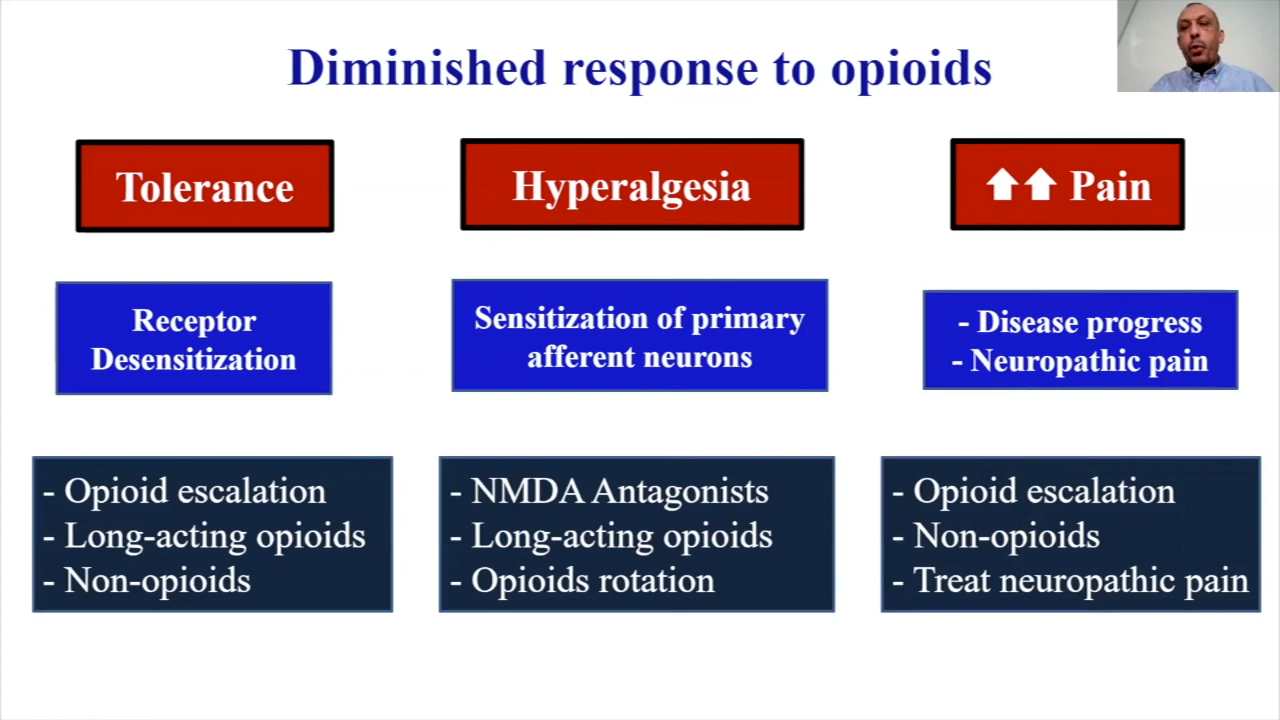 Diminished response to opioids
Tolerance
Receptor
Desensitization
- Opioid escalation
- Long-acting opioids
- Non-opioids
Hyperalgesia
Sensitization of primary
afferent neurons
- NMDA Antagonists
- Long-acting opioids
- Opioids rotation
⬆⬆ Pain
- Disease progress
- Neuropathic pain
- Opioid escalation
- Non-opioids
- Treat neuropathic pain